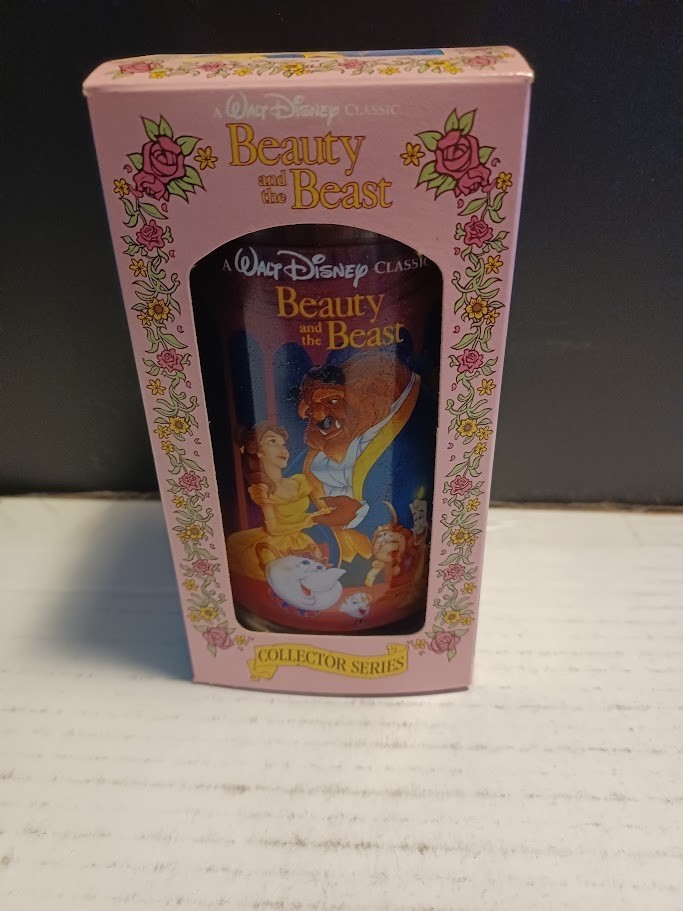 A WALT DISNEY CLASSIC
Beauty
and
the Beast
A WALT DISNEY CLASSIC
Beauty
and
the Beast
COLLECTOR SERIES